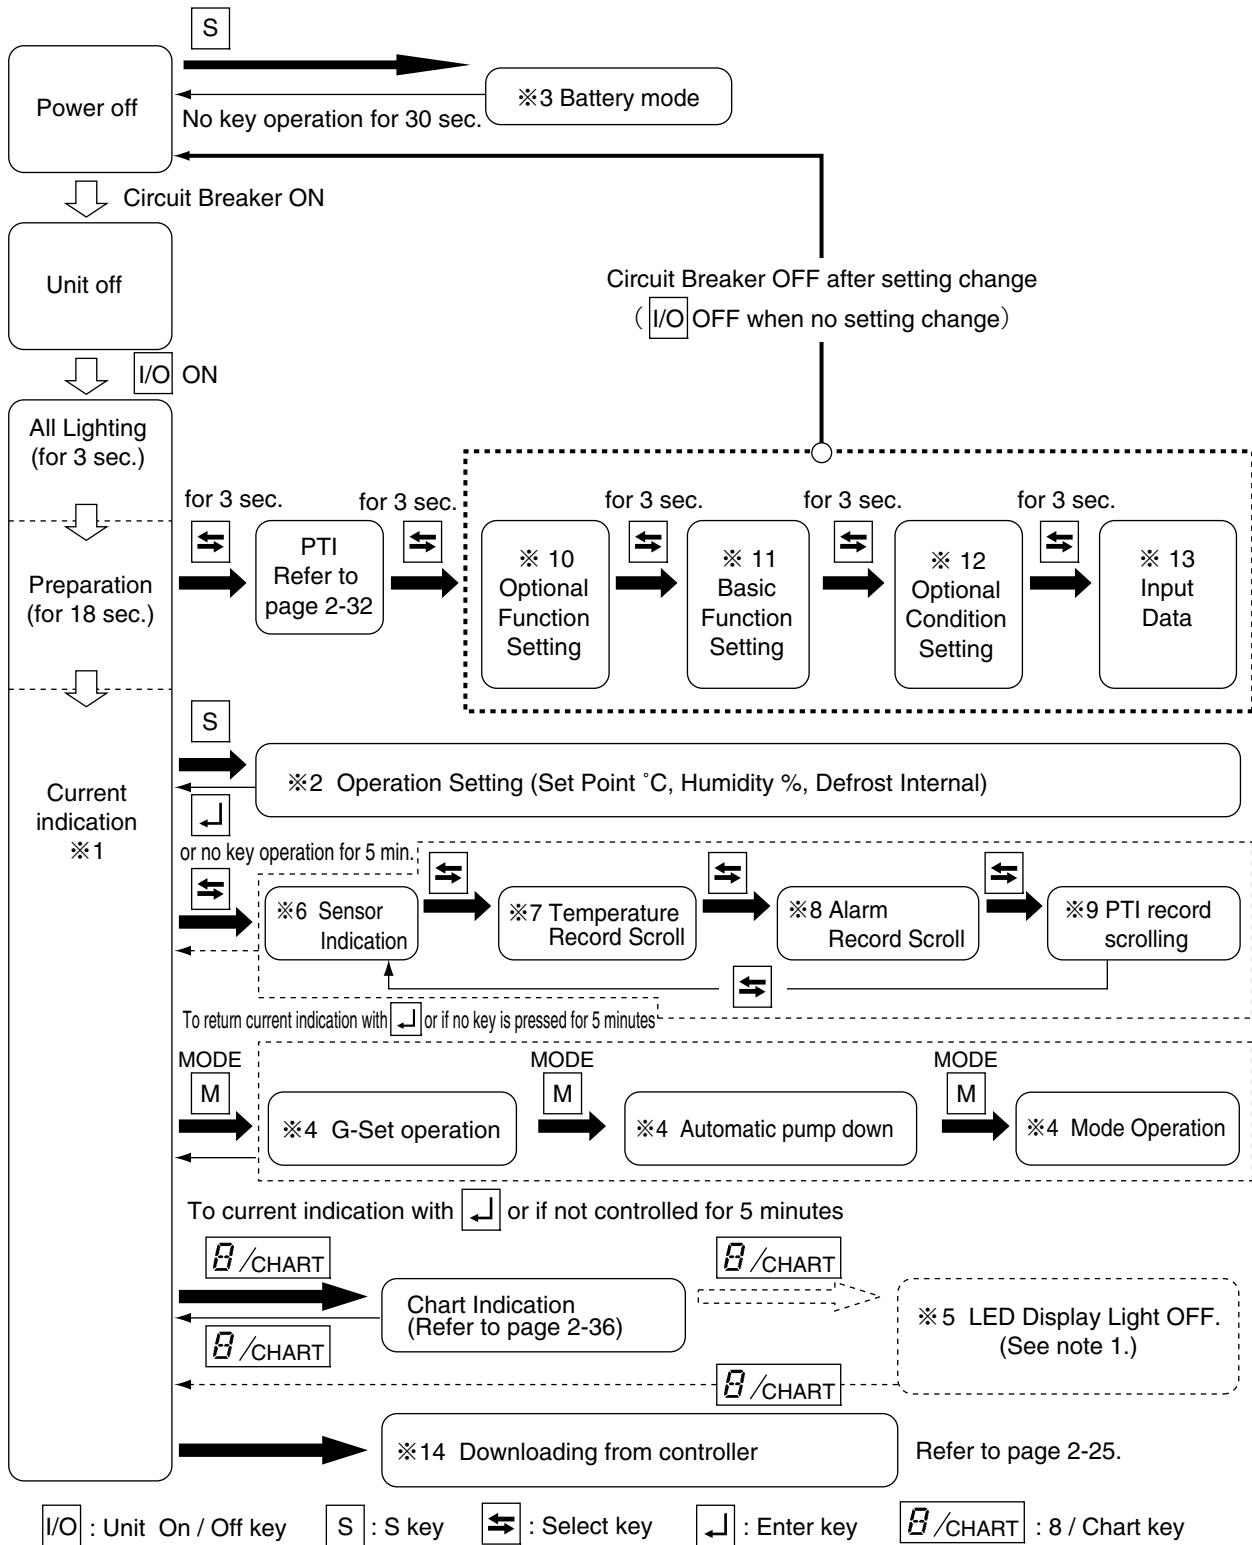 S
Power off
※3 Battery mode
No key operation for 30 sec.
Circuit Breaker ON
Unit off
Circuit Breaker OFF after setting change
( I/O OFF when no setting change)
I/O ON
All Lighting
(for 3 sec.)
for 3 sec.
for 3 sec.
for 3 sec.
for 3 sec.
for 3 sec.
Preparation
(for 18 sec.)
PTI
Refer to
page 2-32
※ 10
Optional
Function
Setting
※ 11
Basic
Function
Setting
※ 12
Optional
Condition
Setting
※ 13
Input
Data
S
※2 Operation Setting (Set Point °C, Humidity %, Defrost Internal)
Current
indication
※1
or no key operation for 5 min.
※6 Sensor
Indication
※7 Temperature
Record Scroll
※8 Alarm
Record Scroll
※9 PTI record
scrolling
To return current indication with or if no key is pressed for 5 minutes
MODE
M
MODE
M
MODE
M
※4 G-Set operation
※4 Automatic pump down
※4 Mode Operation
To current indication with or if not controlled for 5 minutes
8/CHART
8/CHART
Chart Indication
(Refer to page 2-36)
※5 LED Display Light OFF.
(See note 1.)
8/CHART
8/CHART
※14 Downloading from controller
Refer to page 2-25.
I/O : Unit On / Off key
S : S key
: Select key
: Enter key
8/CHART : 8 / Chart key